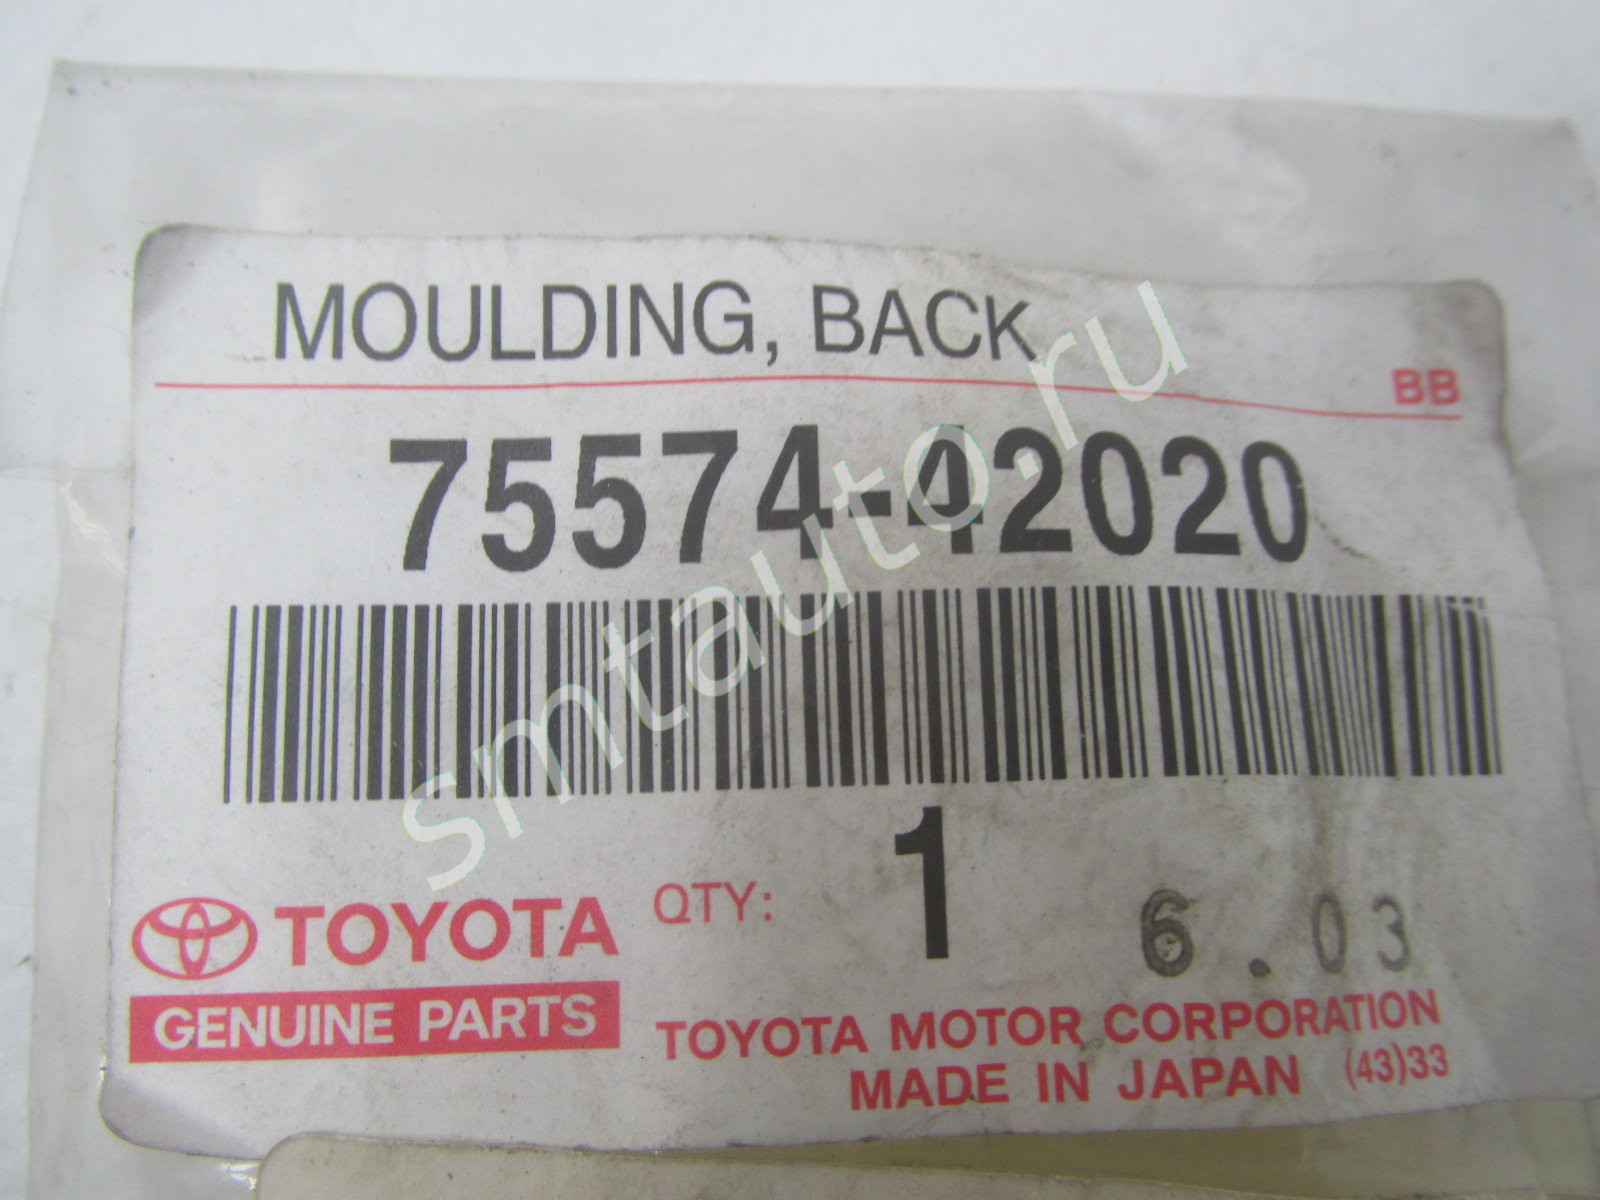 MOULDING, BACK
BB
75574-42020
1
QTY:
6.03
TOYOTA
GENUINE PARTS
TOYOTA MOTOR CORPORATION
MADE IN JAPAN (43)33
smtauto.ru